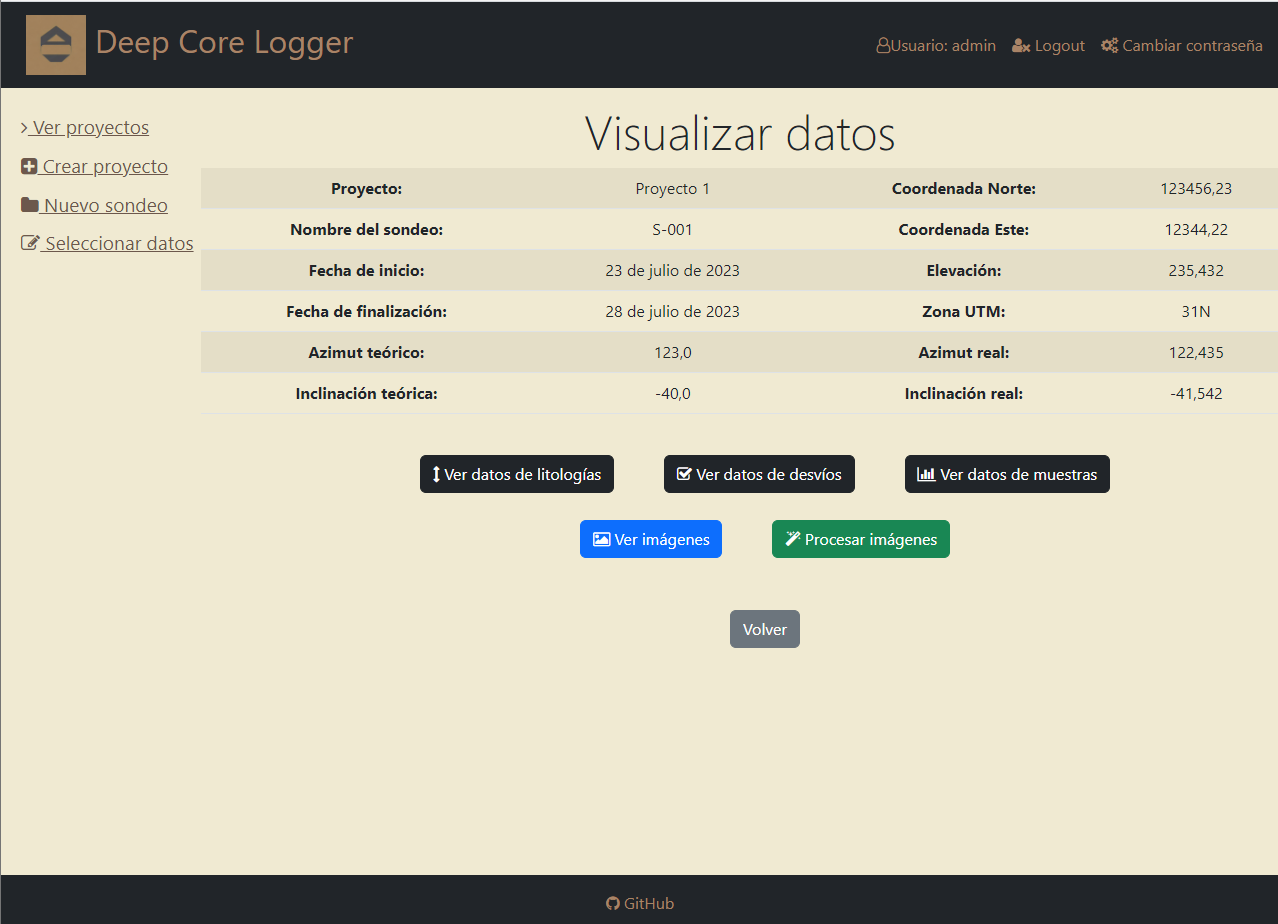 Deep Core Logger
Usuario: admin Logout Cambiar contraseña
Ver proyectos
Crear proyecto
Nuevo sondeo
Seleccionar datos
Visualizar datos
Proyecto: Proyecto 1 Coordenada Norte: 123456,23
Nombre del sondeo: S-001 Coordenada Este: 12344,22
Fecha de inicio: 23 de julio de 2023 Elevación: 235,432
Fecha de finalización: 28 de julio de 2023 Zona UTM: 31N
Azimut teórico: 123,0 Azimut real: 122,435
Inclinación teórica: -40,0 Inclinación real: -41,542
Ver datos de litologías Ver datos de desvíos Ver datos de muestras
Ver imágenes Procesar imágenes
Volver
GitHub